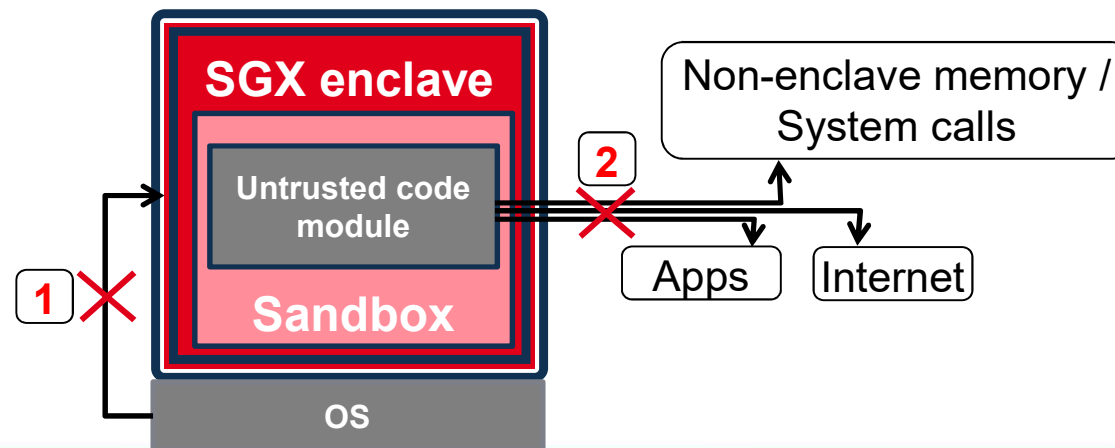 SGX enclave
Untrusted code
module
Sandbox
OS
1
2
Non-enclave memory /
System calls
Apps
Internet